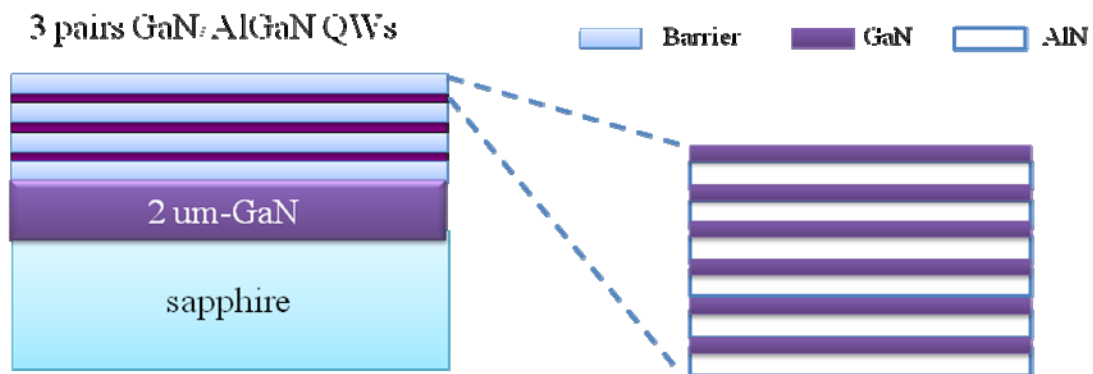 3 pairs GaN/AlGaN QWs
Barrier
GaN
AlN
2 um-GaN
sapphire